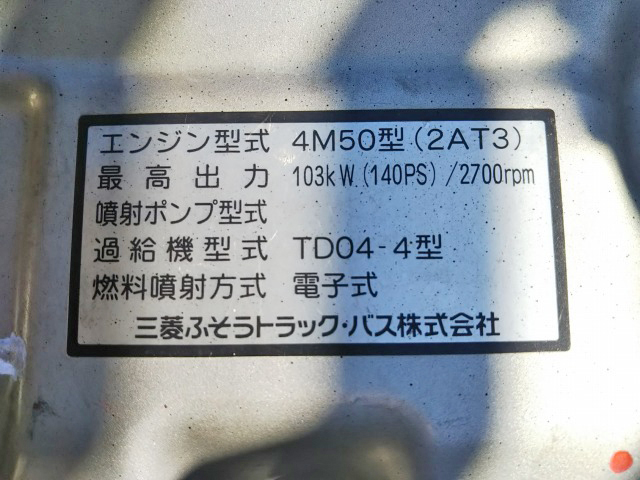 エンジン型式 4M50型(2AT3)
最高出力 103kW(140PS)/2700rpm
噴射ポンプ型式
過給機型式 TD04-4型
燃料噴射方式 電子式
三菱ふそうトラック・バス株式会社